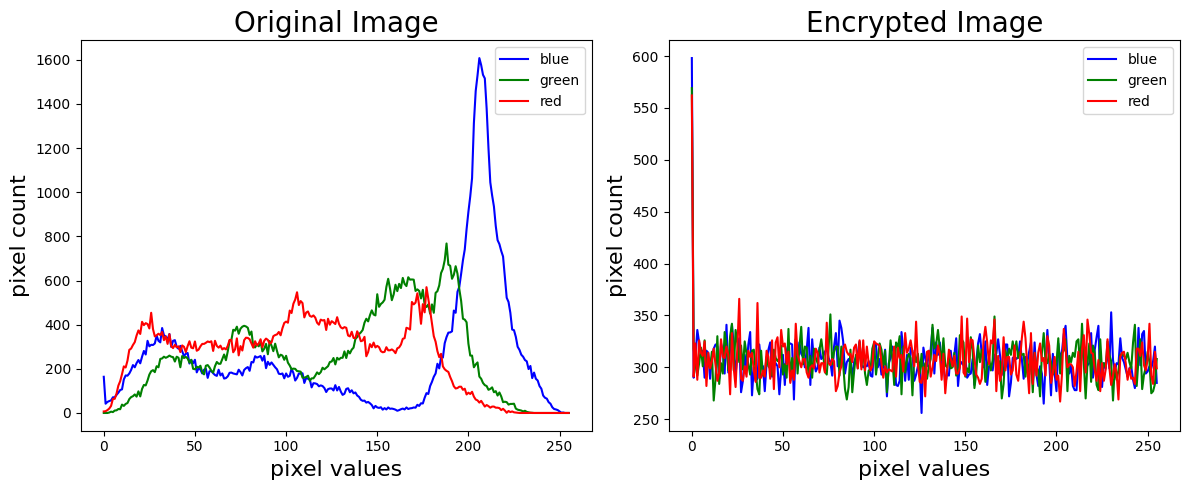 Original Image
pixel count
1600
1400
1200
1000
800
600
400
200
0
0 50 100 150 200 250
pixel values
blue
green
red
Encrypted Image
pixel count
600
550
500
450
400
350
300
250
0 50 100 150 200 250
pixel values
blue
green
red